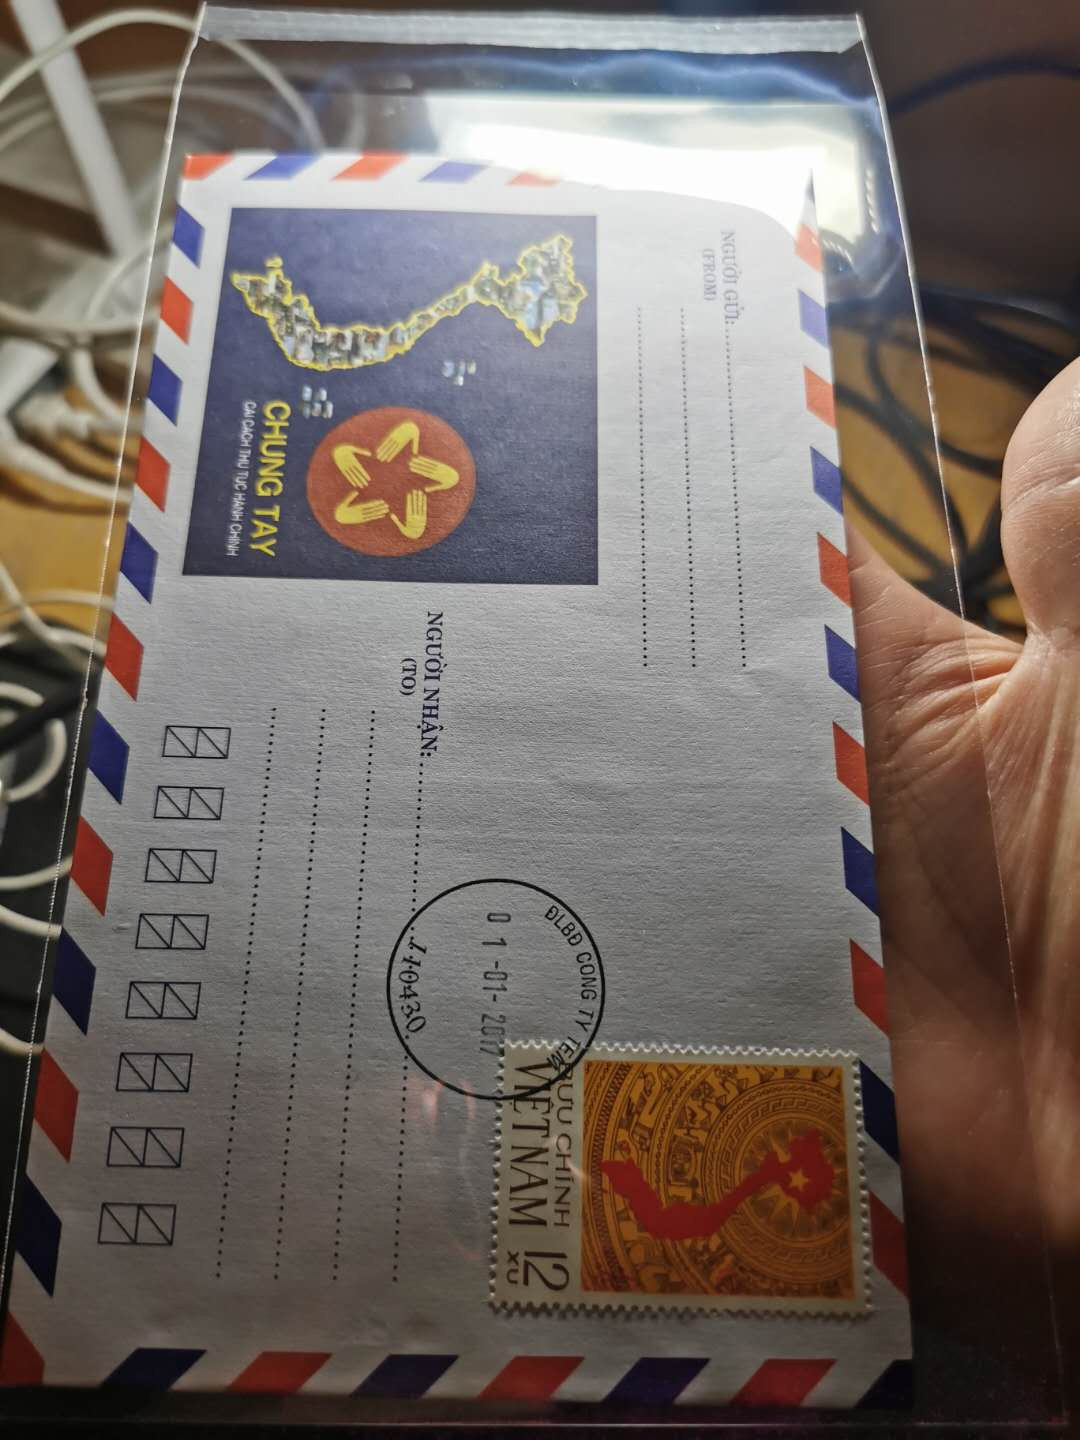 NGƯỜI GỬI:
(FROM)
CHUNG TAY
CẢI CÁCH THỦ TỤC HÀNH CHÍNH
NGƯỜI NHẬN:
(TO)
ĐLBĐ CONG TY TEM
01-01-2017
110430
BƯU CHÍNH
VIỆT NAM 12
XU